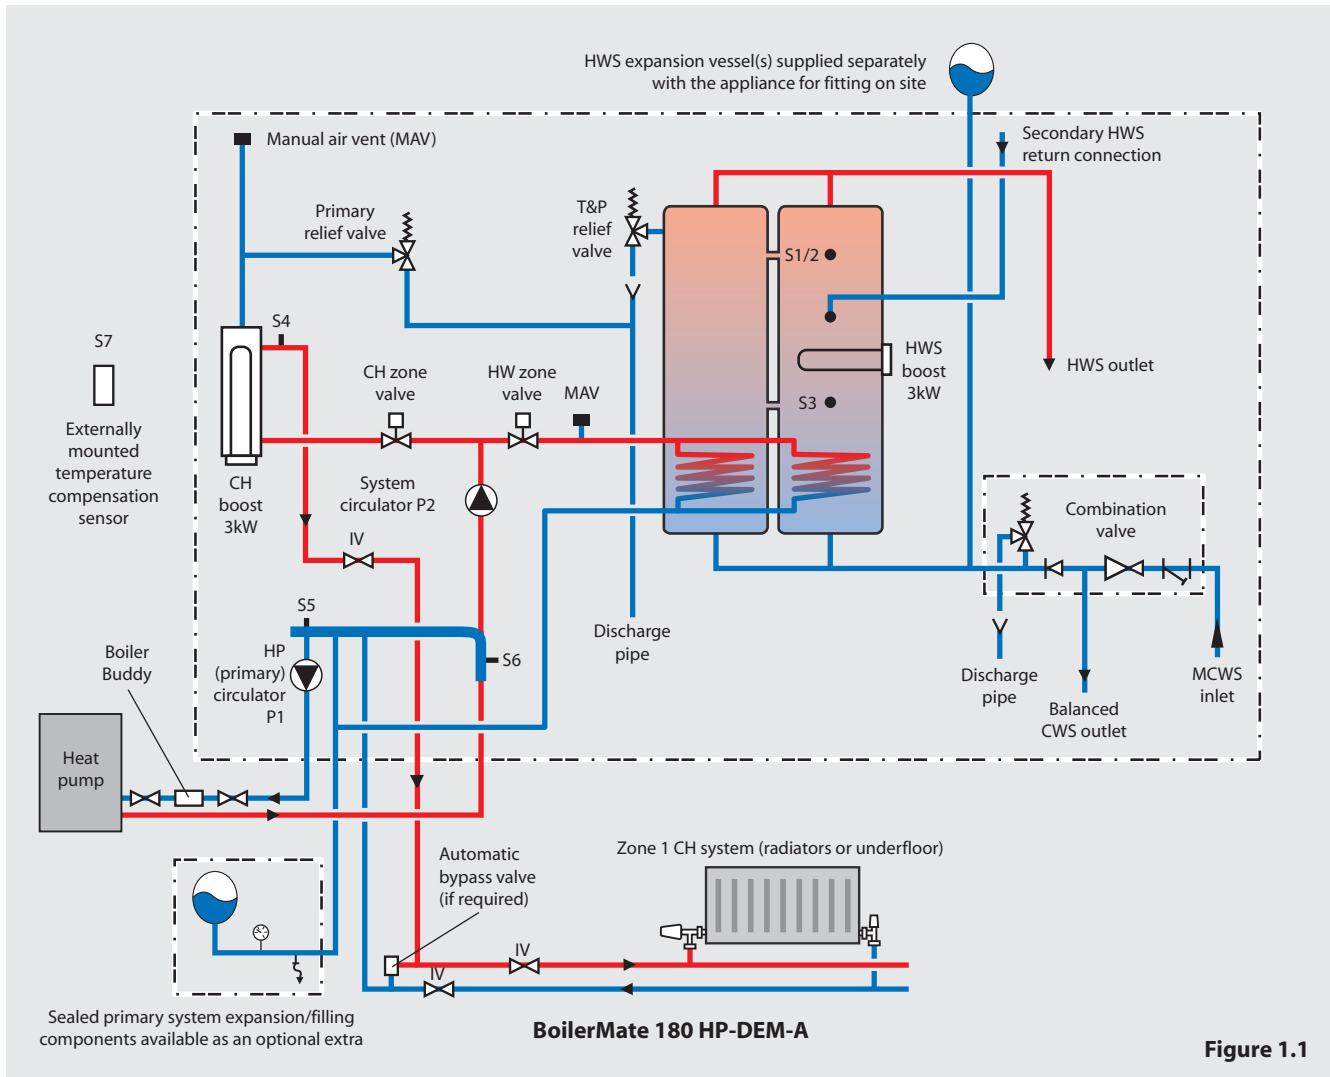 HWS expansion vessel(s) supplied separately
with the appliance for fitting on site
Manual air vent (MAV)
Secondary HWS
return connection
Primary
relief valve
T&P
relief
valve
S1/2
S7
S4
Externally
mounted
temperature
compensation
sensor
CH zone
valve
HW zone
valve
MAV
HWS
boost
3kW
HWS outlet
S3
CH
boost
3kW
System
circulator P2
IV
Combination
valve
S5
HP
(primary)
circulator
P1
S6
Discharge
pipe
Boiler
Buddy
Discharge
pipe
Balanced
CWS outlet
MCWS
inlet
Heat
pump
Automatic
bypass valve
(if required)
Zone 1 CH system (radiators or underfloor)
IV
IV
Sealed primary system expansion/filling
components available as an optional extra
BoilerMate 180 HP-DEM-A
Figure 1.1